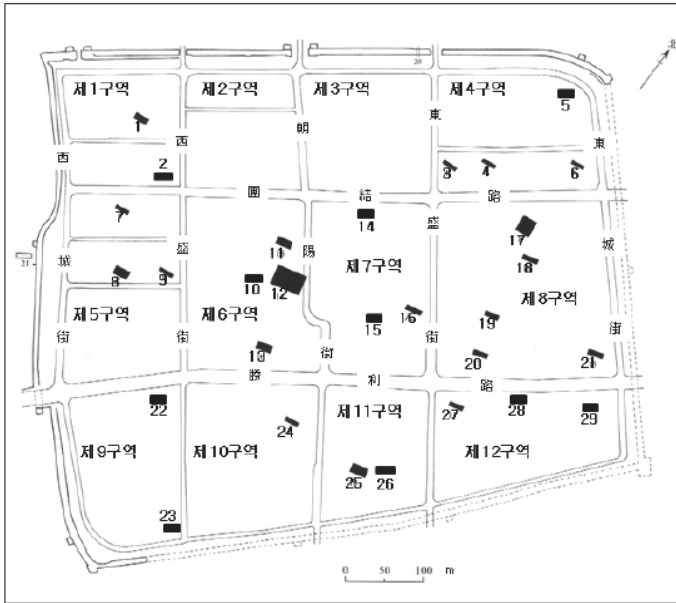 北
20
제1구역 제2구역 제3구역 제4구역
5
1
西 西 朝 東 東
2
3 4 6
團 結 路
7
14
盛 陽 盛 城
11
17
제7구역
21
城
8 9
10 12
18
제8구역
제5구역 제6구역
15 16
19
街 街 街 街 街
13
20 21
勝 利 路
22
제11구역
27 28 29
24
제9구역 제10구역 제12구역
25 26
23
0 50 100 m